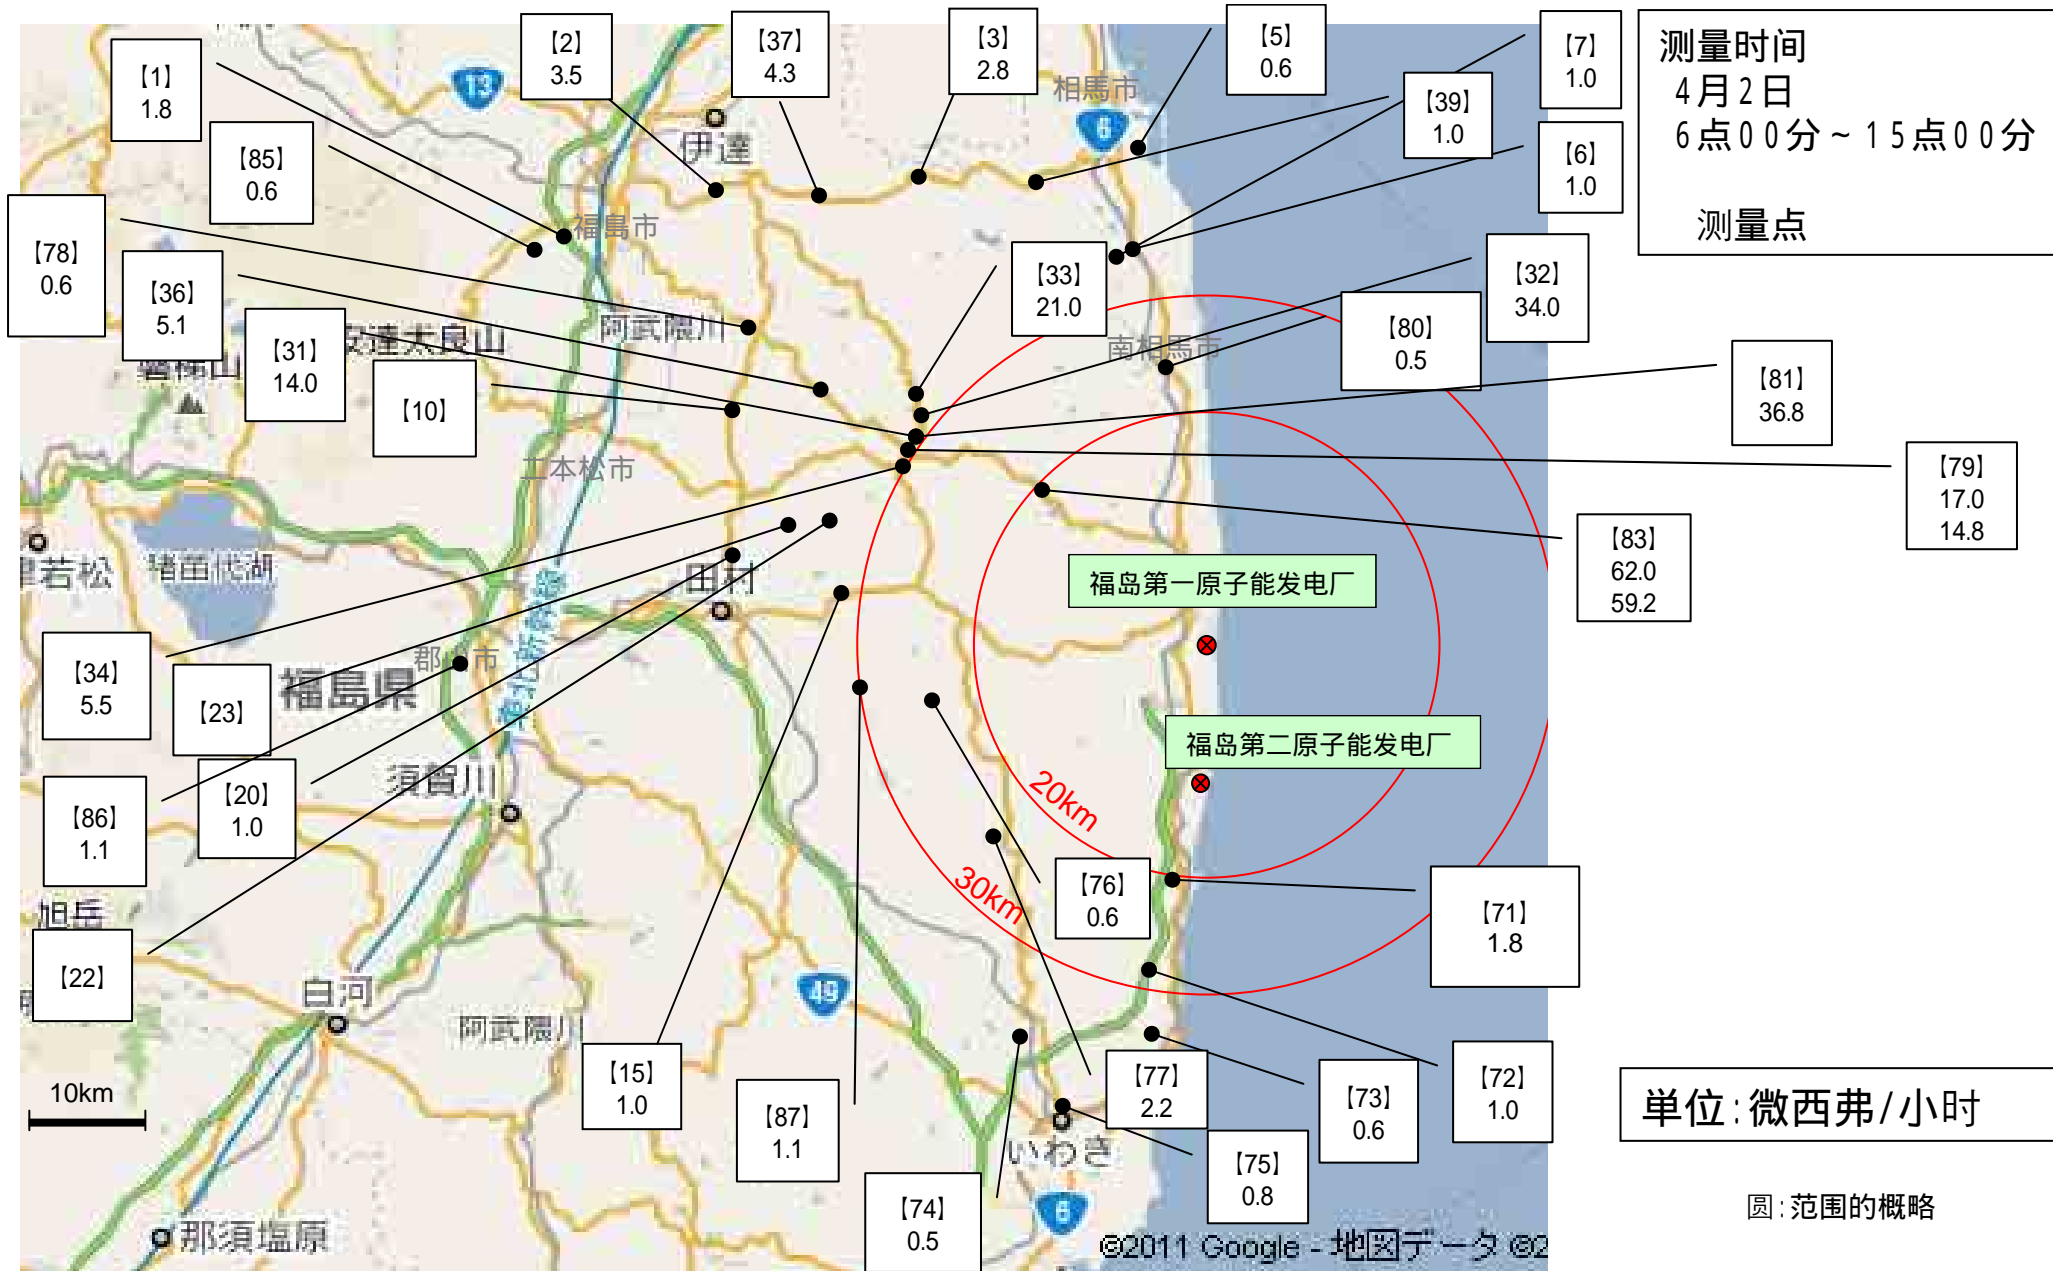 【1】
1.8
【2】
3.5
【37】
4.3
【3】
2.8
【5】
0.6
【7】
1.0
【39】
1.0
【6】
1.0
测量时间
4月2日
6点00分~15点00分
测量点
【85】
0.6
【78】
0.6
【36】
5.1
【31】
14.0
【10】
【33】
21.0
【32】
34.0
【80】
0.5
【81】
36.8
【79】
17.0
14.8
【83】
62.0
59.2
【34】
5.5
【23】
【86】
1.1
【20】
1.0
【22】
【15】
1.0
【87】
1.1
【74】
0.5
【76】
0.6
【77】
2.2
【75】
0.8
【73】
0.6
【72】
1.0
【71】
1.8
13
伊達
相馬市
6
福島市
阿武隈川
安達太良山
磐梯山
南相馬市
二本松市
猪苗代湖
若松
田村
福岛第一原子能发电厂
福岛第二原子能发电厂
福島県
須賀川
20km
30km
旭岳
白河
阿武隈川
49
いわき
6
10km
那須塩原
単位:微西弗/小时
圆:范围的概略
©2011 Google - 地図データ ©2